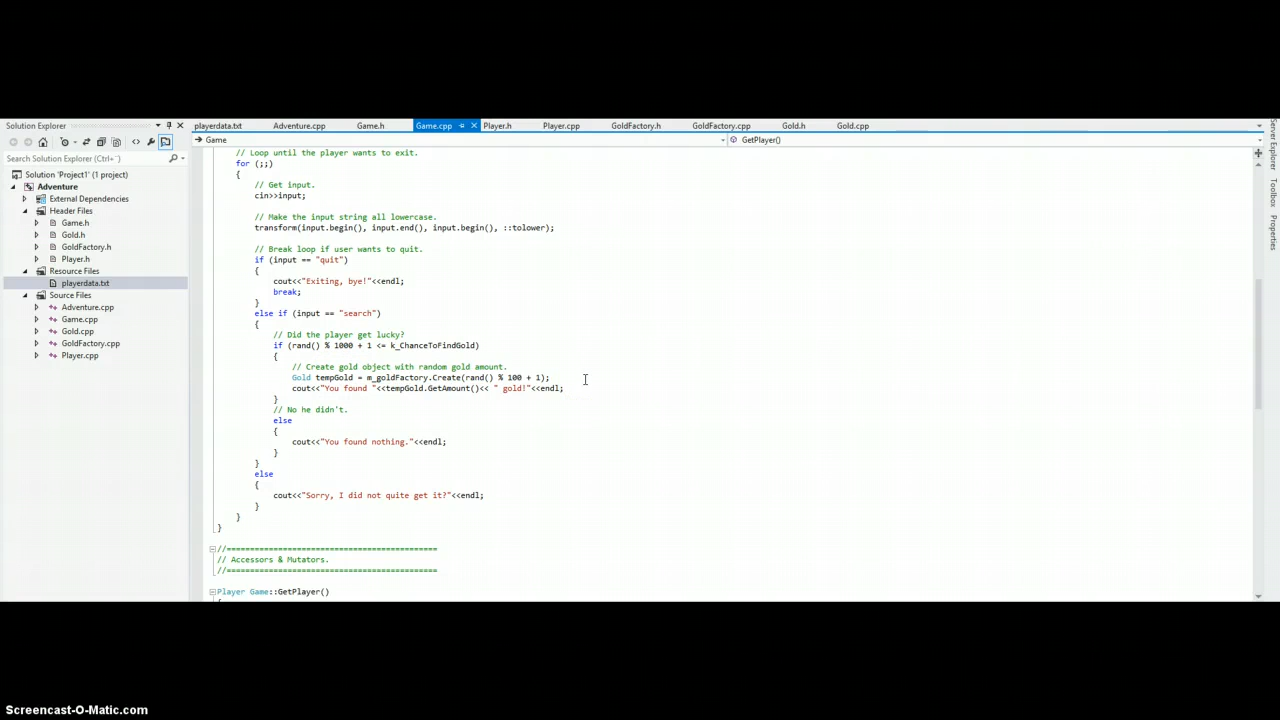 Solution Explorer
playerdata.txt Adventure.cpp Game.h Game.cpp Player.h Player.cpp GoldFactory.h GoldFactory.cpp Gold.h Gold.cpp
Game GetPlayer()
Search Solution Explorer (Ctrl+¨)
Solution 'Project1' (1 project)
Adventure
External Dependencies
Header Files
Game.h
Gold.h
GoldFactory.h
Player.h
Resource Files
playerdata.txt
Source Files
Adventure.cpp
Game.cpp
Gold.cpp
GoldFactory.cpp
Player.cpp
// Loop until the player wants to exit.
for (;;)
{
// Get input.
cin>>input;
// Make the input string all lowercase.
transform(input.begin(), input.end(), input.begin(), ::tolower);
// Break loop if user wants to quit.
if (input == "quit")
{
cout<<"Exiting, bye!"<<endl;
break;
}
else if (input == "search")
{
// Did the player get lucky?
if (rand() % 1000 + 1 <= k_ChanceToFindGold)
{
// Create gold object with random gold amount.
Gold tempGold = m_goldFactory.Create(rand() % 100 + 1);
cout<<"You found "<<tempGold.GetAmount()<< " gold!"<<endl;
}
// No he didn't.
else
{
cout<<"You found nothing."<<endl;
}
}
else
{
cout<<"Sorry, I did not quite get it?"<<endl;
}
}
}
//=============================================
// Accessors & Mutators.
//=============================================
Player Game::GetPlayer()
Server Explorer
Toolbox
Properties
Screencast-O-Matic.com